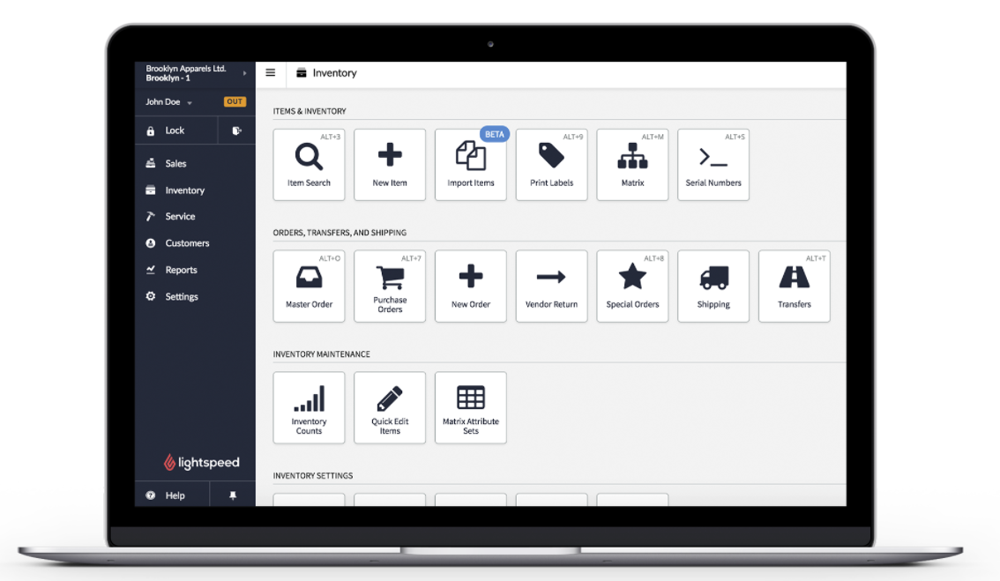 Brooklyn Apparels Ltd.
Brooklyn - 1
Inventory
John Doe
OUT
Lock
Sales
Inventory
Service
Customers
Reports
Settings
lightspeed
Help
ITEMS & INVENTORY
ALT+3
Item Search
New Item
BETA
Import Items
ALT+9
Print Labels
ALT+M
Matrix
ALT+S
Serial Numbers
ORDERS, TRANSFERS, AND SHIPPING
ALT+O
Master Order
ALT+7
Purchase
Orders
New Order
Vendor Return
ALT+8
Special Orders
Shipping
ALT+T
Transfers
INVENTORY MAINTENANCE
Inventory
Counts
Quick Edit
Items
Matrix Attribute
Sets
INVENTORY SETTINGS